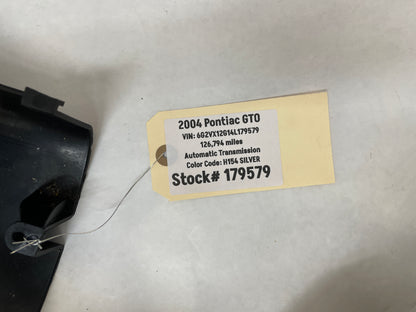 2004 Pontiac GTO
VIN: 6G2VX12G14L179579
126,794 miles
Automatic Transmission
Color Code: H154 SILVER
Stock# 179579